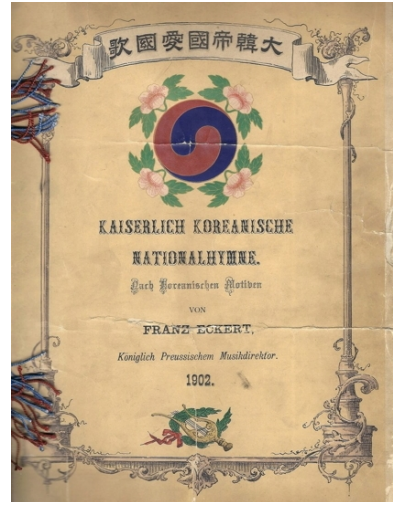 大韓帝國愛國歌
KAISERLICH KOREANISCHE
NATIONALHYMNE.
Nach Koreanischen Motiven
VON
FRANZ ECKERT,
Königlich Preussischem Musikdirektor.
1902.